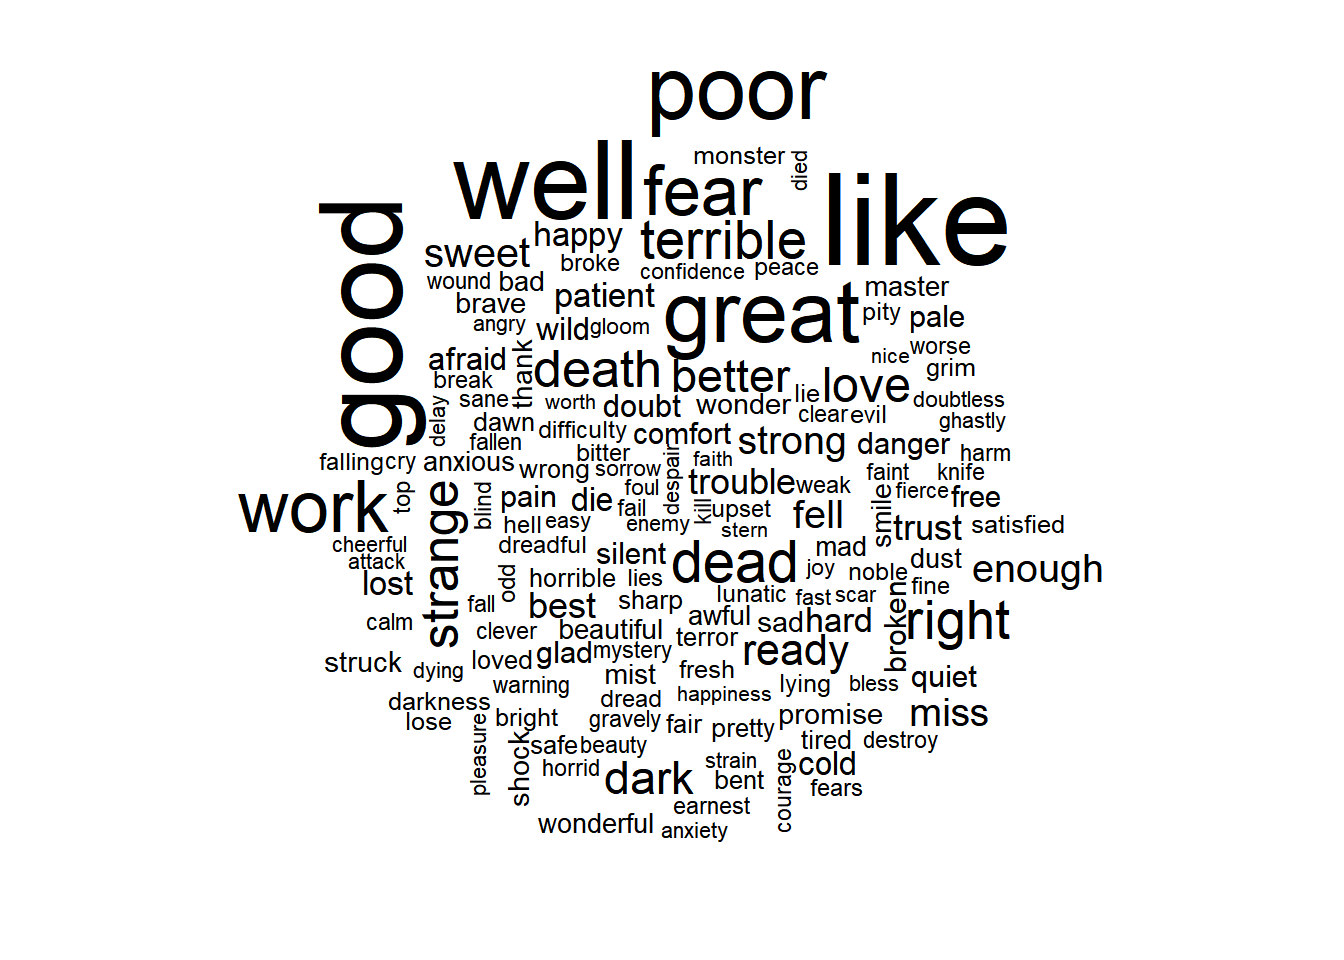 poor
monster
died
well
fear
like
good
happy
terrible
sweet
broke
confidence
peace
wound
bad
patient
great
master
brave
pity
pale
angry
wild
gloom
afraid
thank
death
better
nice
worse
grim
break
love
lie
doubtless
sane
worth
doubt
wonder
clear
evil
ghastly
delay
dawn
difficulty
comfort
strong
danger
fallen
bitter
harm
falling
cry
anxious
wrong
sorrow
despair
faith
faint
knife
trouble
weak
work
top
strange
blind
pain
die
foul
fail
kill
upset
fell
smile
fierce
free
hell
easy
enemy
stern
trust
satisfied
cheerful
dreadful
silent
dead
mad
dust
attack
joy
noble
enough
lost
odd
horrible
lies
fine
fall
best
sharp
lunatic
fast
scar
broken
right
calm
clever
beautiful
awful
sad
hard
terror
struck
dying
loved
glad
mystery
ready
warning
mist
fresh
lying
bless
quiet
darkness
dread
happiness
lose
bright
gravely
fair
pretty
promise
miss
pleasure
shock
safe
beauty
tired
destroy
horrid
dark
strain
bent
courage
cold
fears
earnest
wonderful
anxiety